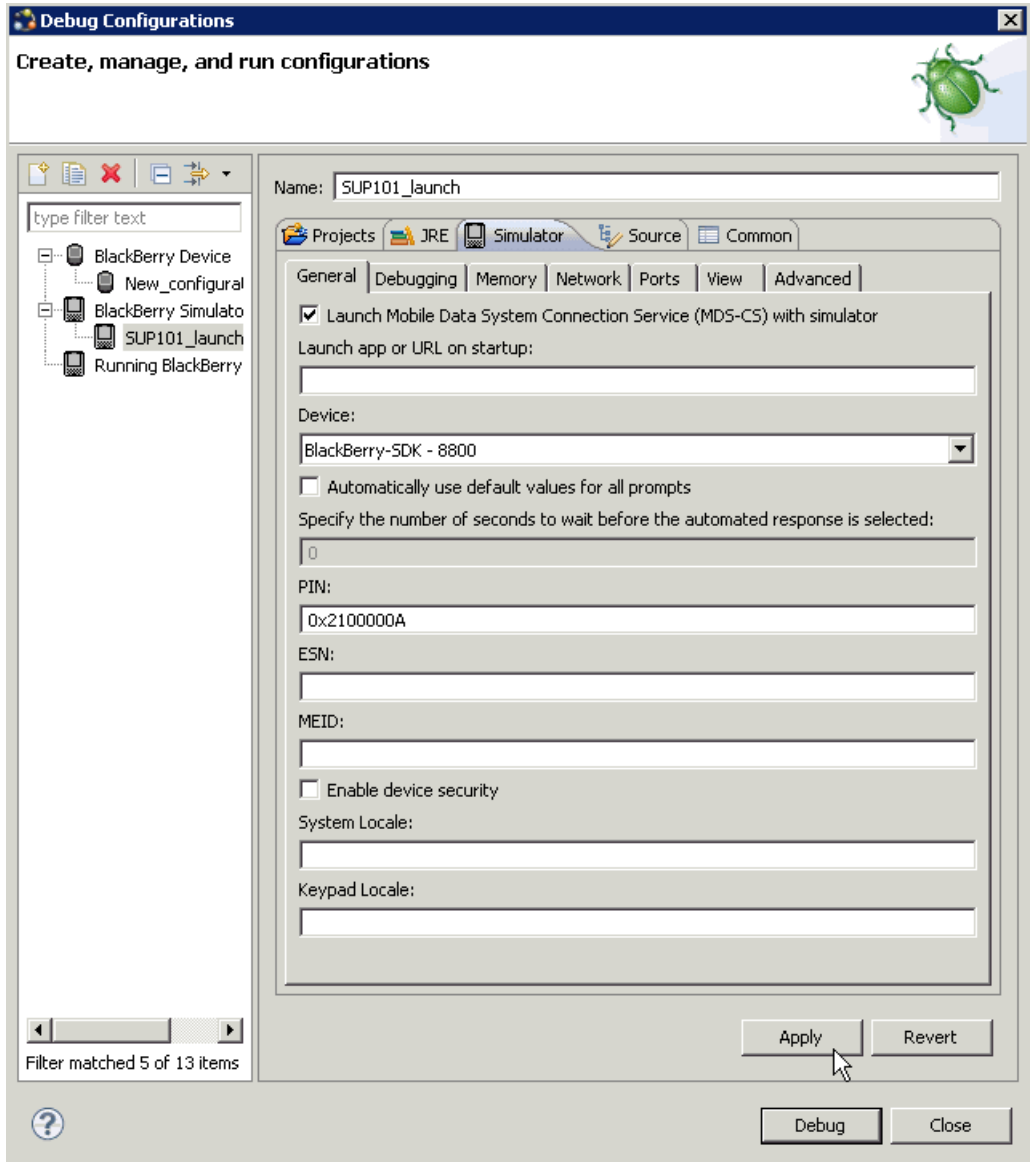 Debug Configurations
Create, manage, and run configurations
type filter text
BlackBerry Device
New_configurat
BlackBerry Simulato
SUP101_launch
Running BlackBerry
Filter matched 5 of 13 items
Name: SUP101_launch
Projects JRE Simulator Source Common
General Debugging Memory Network Ports View Advanced
Launch Mobile Data System Connection Service (MDS-CS) with simulator
Launch app or URL on startup:
Device:
BlackBerry-SDK - 8800
Automatically use default values for all prompts
Specify the number of seconds to wait before the automated response is selected:
0
PIN:
0x2100000A
ESN:
MEID:
Enable device security
System Locale:
Keypad Locale:
Apply Revert
Debug Close